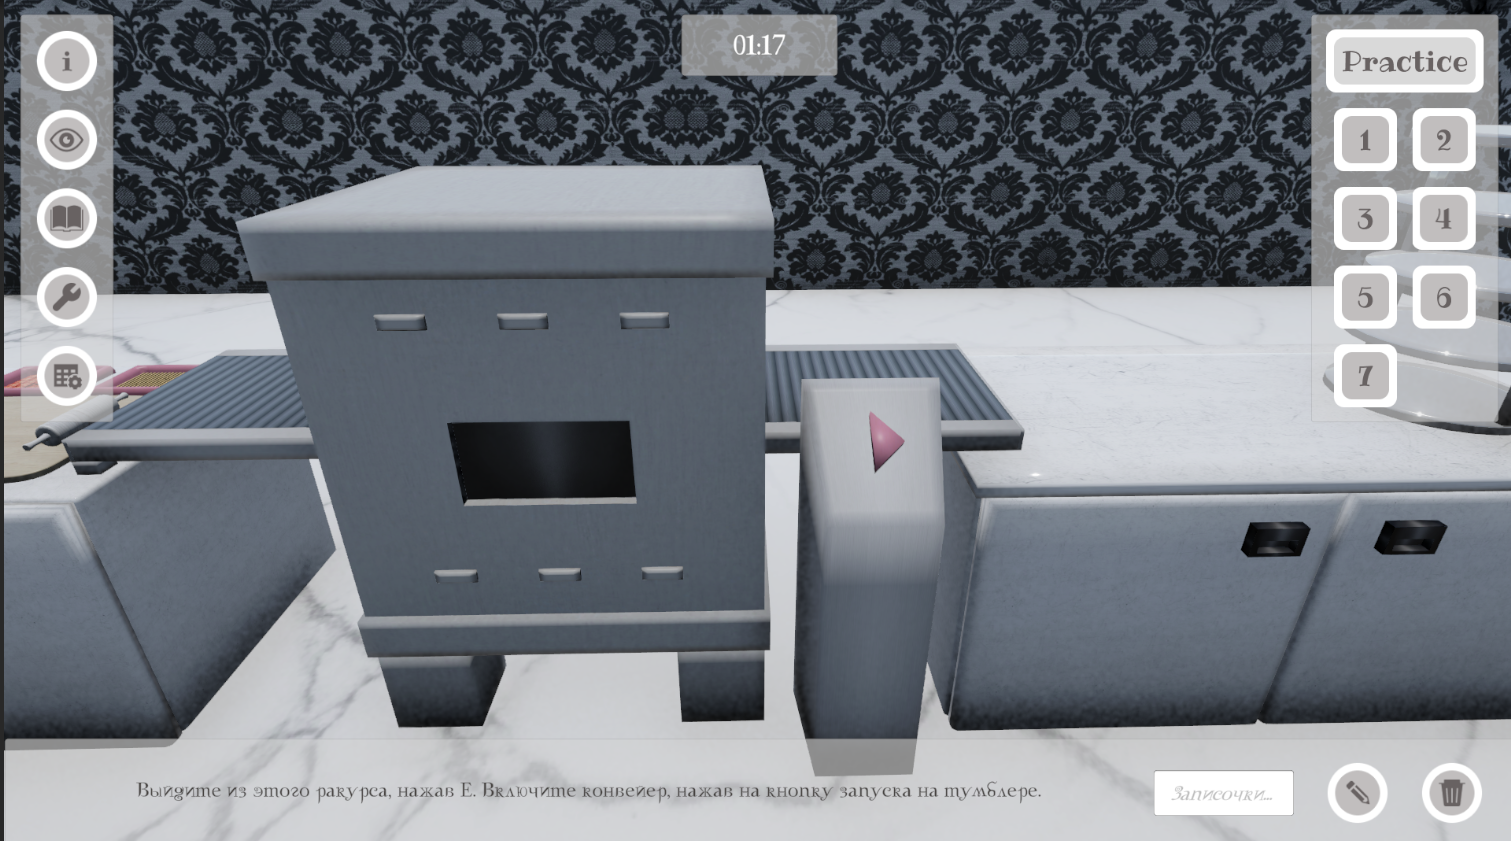 01:17
Practice
1 2
3 4
5 6
7
Выйдите из этого ракурса, нажав E. Включите конвейер, нажав на кнопку запуска на тумблере.
Записочки...